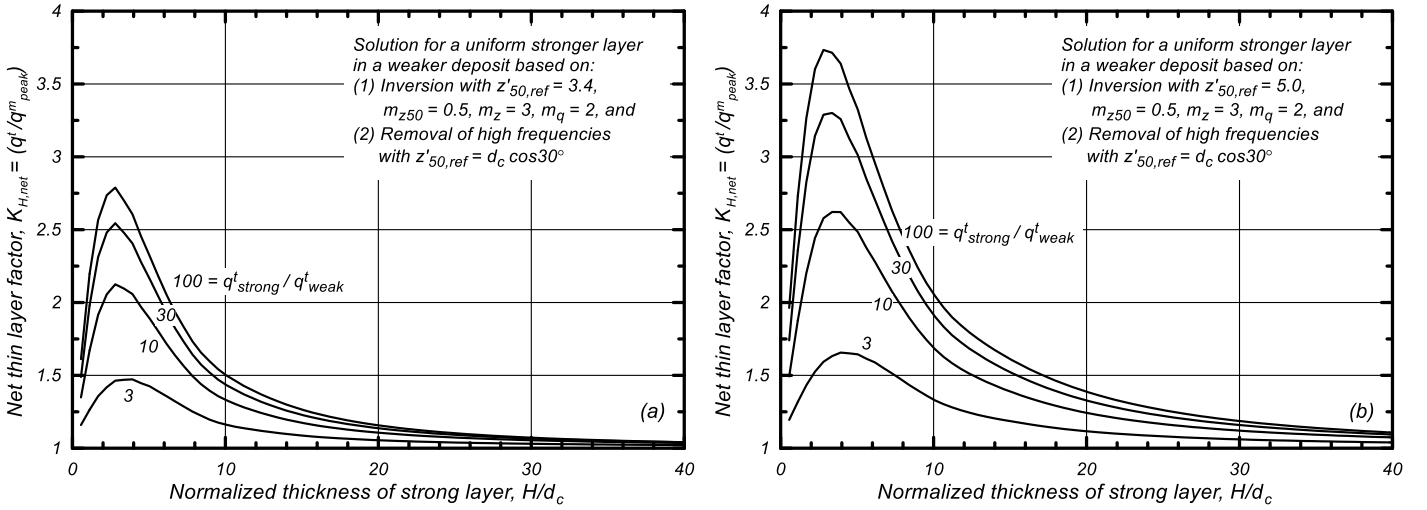 Net thin layer factor, K_H,net = (q^t/q^m_peak)
4
3.5
3
2.5
2
1.5
1
Solution for a uniform stronger layer
in a weaker deposit based on:
(1) Inversion with z'_50,ref = 3.4,
m_z50 = 0.5, m_z = 3, m_q = 2, and
(2) Removal of high frequencies
with z'_50,ref = d_c cos30°
100 = q^t_strong / q^t_weak
30
10
3
(a)
0 10 20 30 40
Normalized thickness of strong layer, H/d_c
Net thin layer factor, K_H,net = (q^t/q^m_peak)
4
3.5
3
2.5
2
1.5
1
Solution for a uniform stronger layer
in a weaker deposit based on:
(1) Inversion with z'_50,ref = 5.0,
m_z50 = 0.5, m_z = 3, m_q = 2, and
(2) Removal of high frequencies
with z'_50,ref = d_c cos30°
100 = q^t_strong / q^t_weak
30
10
3
(b)
0 10 20 30 40
Normalized thickness of strong layer, H/d_c